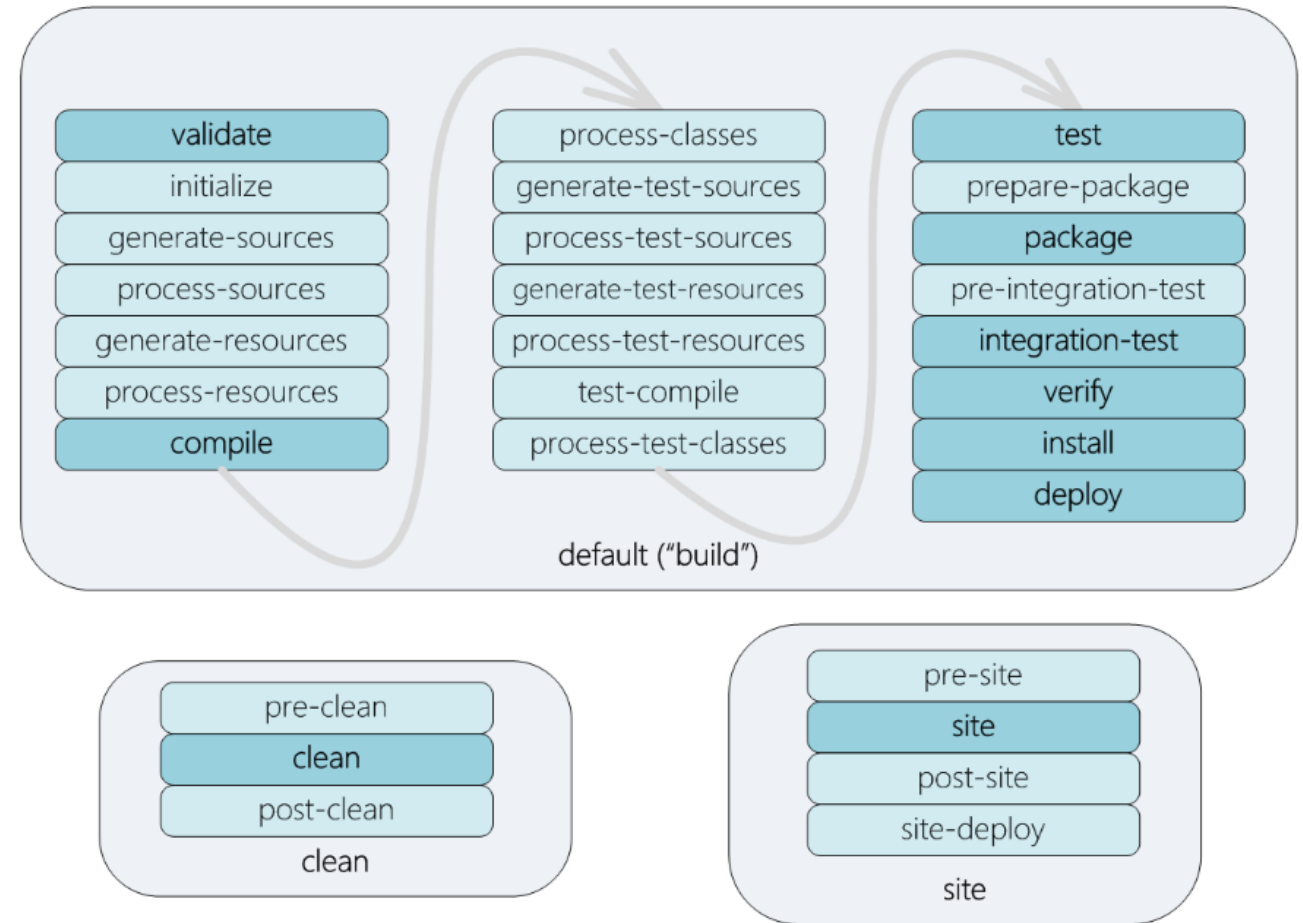 validate
initialize
generate-sources
process-sources
generate-resources
process-resources
compile
process-classes
generate-test-sources
process-test-sources
generate-test-resources
process-test-resources
test-compile
process-test-classes
test
prepare-package
package
pre-integration-test
integration-test
verify
install
deploy
default (“build”)
pre-clean
clean
post-clean
clean
pre-site
site
post-site
site-deploy
site